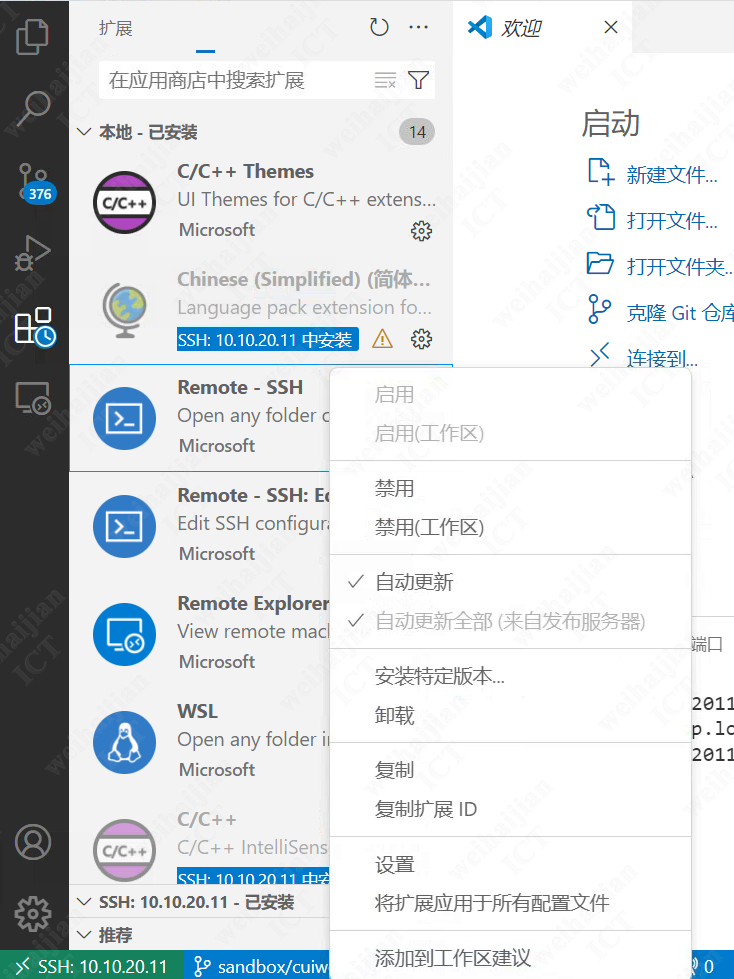 扩展
在应用商店中搜索扩展
本地 - 已安装
14
C/C++ Themes
UI Themes for C/C++ extens...
Microsoft
Chinese (Simplified) (简体...
Language pack extension fo...
SSH: 10.10.20.11 中安装
Remote - SSH
Open any folder
Microsoft
Remote - SSH:
Edit SSH
Microsoft
Remote Explorer
View remote
Microsoft
WSL
Open any folder
Microsoft
C/C++
C/C++
C/C++ IntelliSens
SSH: 10.10.20.11 中安
SSH: 10.10.20.11 - 已安装
推荐
376
欢迎
启动
新建文件...
打开文件...
打开文件夹..
克隆 Git 仓库
连接到...
启用
启用(工作区)
禁用
禁用(工作区)
自动更新
自动更新全部 (来自发布服务器)
安装特定版本...
卸载
复制
复制扩展 ID
设置
将扩展应用于所有配置文件
添加到工作区建议
端口
2011
p.lo
2011
SSH: 10.10.20.11
sandbox/cuiw
0
weihaijian
ICT